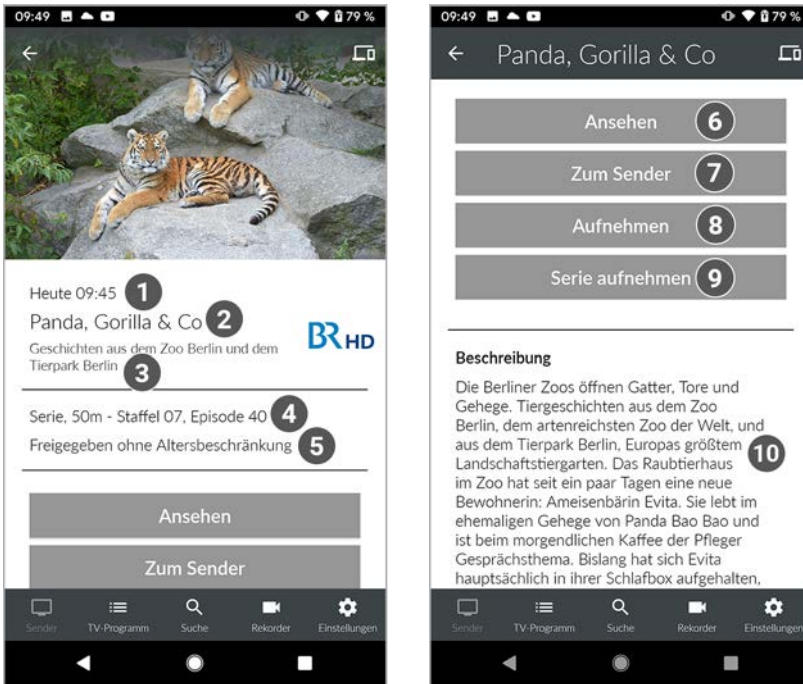 09:49 79 %
Heute 09:45 1
Panda, Gorilla & Co 2
BR HD
Geschichten aus dem Zoo Berlin und dem
Tierpark Berlin 3
Serie, 50m - Staffel 07, Episode 40 4
Freigegeben ohne Altersbeschränkung 5
Ansehen
Zum Sender
Sender TV-Programm Suche Rekorder Einstellungen
09:49 79 %
Panda, Gorilla & Co
Ansehen 6
Zum Sender 7
Aufnehmen 8
Serie aufnehmen 9
Beschreibung
Die Berliner Zoos öffnen Gatter, Tore und
Gehege. Tiergeschichten aus dem Zoo
Berlin, dem artenreichsten Zoo der Welt, und
aus dem Tierpark Berlin, Europas größtem 10
Landschaftstiergarten. Das Raubtierhaus
im Zoo hat seit ein paar Tagen eine neue
Bewohnerin: Ameisenbärin Evita. Sie lebt im
ehemaligen Gehege von Panda Bao Bao und
ist beim morgendlichen Kaffee der Pfleger
Gesprächsthema. Bislang hat sich Evita
hauptsächlich in ihrer Schlafbox aufgehalten,
Sender TV-Programm Suche Rekorder Einstellungen